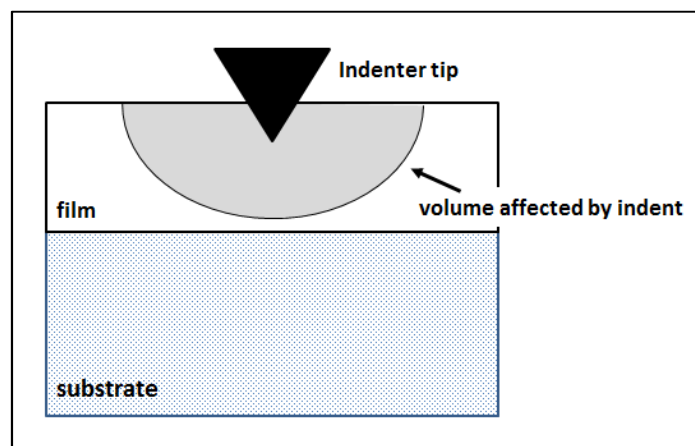 Indenter tip
film
volume affected by indent
substrate